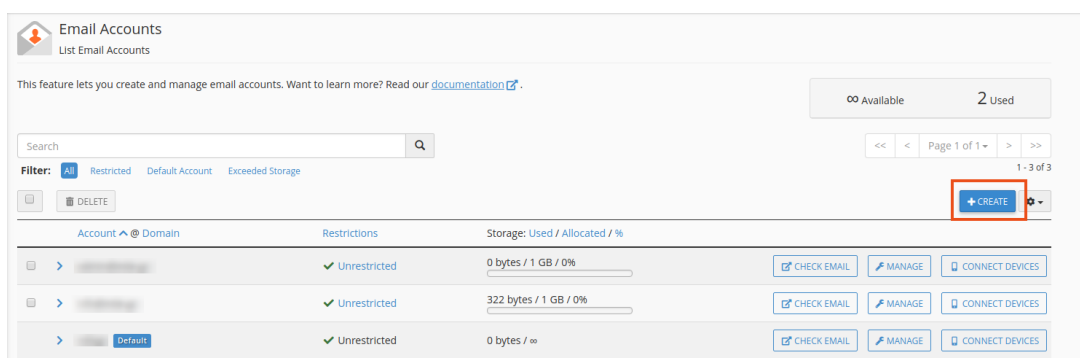 Email Accounts
List Email Accounts
This feature lets you create and manage email accounts. Want to learn more? Read our documentation.
∞ Available 2 Used
Search
<< < Page 1 of 1 > >>
Filter: All Restricted Default Account Exceeded Storage
1 - 3 of 3
DELETE
+ CREATE
Account @ Domain Restrictions Storage: Used / Allocated / %
Unrestricted 0 bytes / 1 GB / 0% CHECK EMAIL MANAGE CONNECT DEVICES
Unrestricted 322 bytes / 1 GB / 0% CHECK EMAIL MANAGE CONNECT DEVICES
Default Unrestricted 0 bytes / ∞ CHECK EMAIL MANAGE CONNECT DEVICES